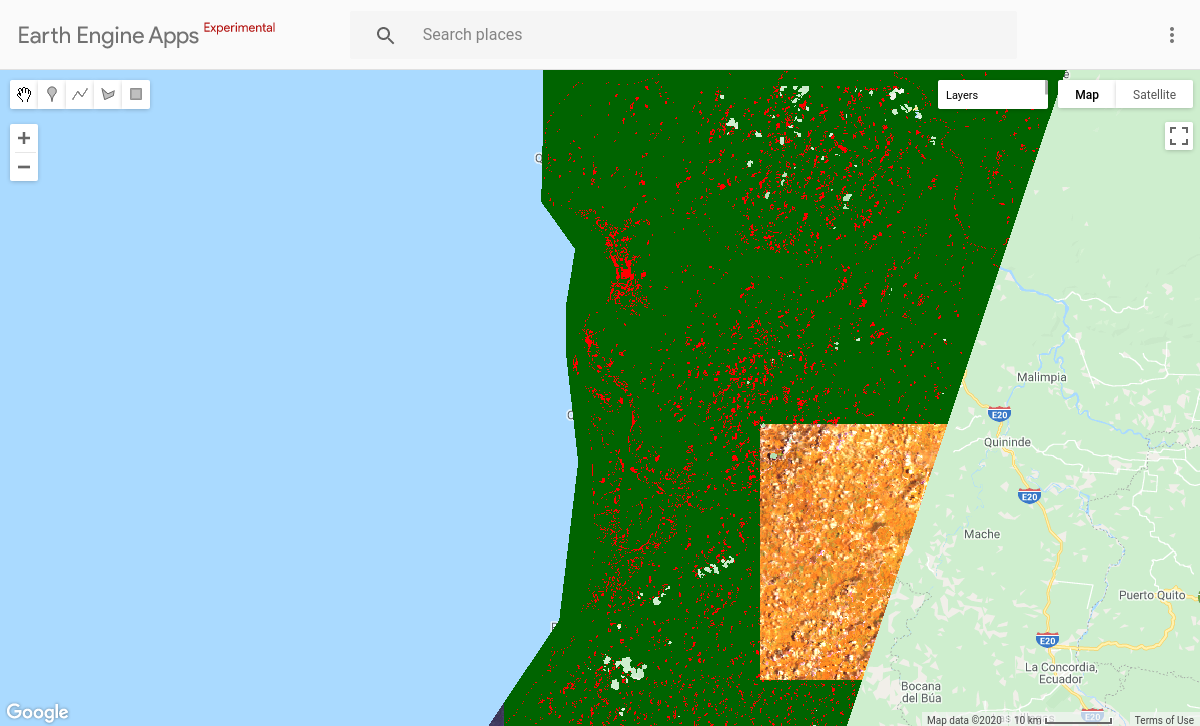 Earth Engine Apps Experimental
Search places
Layers
Map
Satellite
Malimpia
E20
Quininde
E20
Mache
Puerto Quito
E20
La Concordia,
Ecuador
Bocana
del Búa
E20
Google
Map data ©2020
10 km
Terms of Use